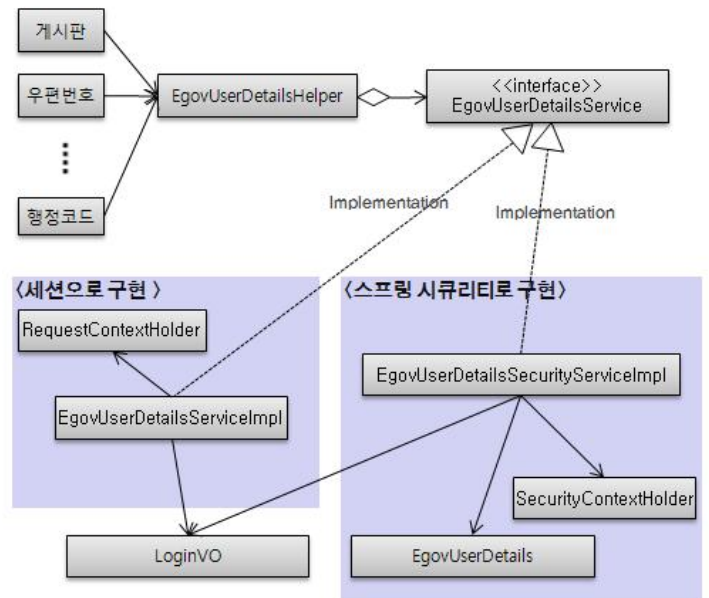 게시판
우편번호
EgovUserDetailsHelper
<<interface>>
EgovUserDetailsService
행정코드
Implementation
Implementation
<세션으로 구현 >
<스프링 시큐리티로 구현>
RequestContextHolder
EgovUserDetailsSecurityServiceImpl
EgovUserDetailsServiceImpl
SecurityContextHolder
LoginVO
EgovUserDetails